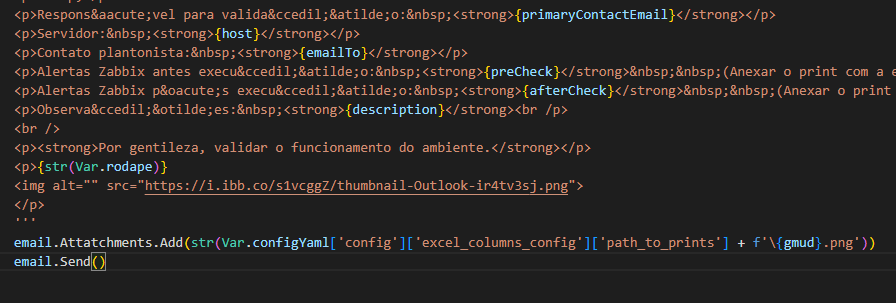 <p>Respons&aacute;vel para valida&ccedil;&atilde;o:&nbsp;<strong>{primaryContactEmail}</strong></p>
<p>Servidor:&nbsp;<strong>{host}</strong></p>
<p>Contato plantonista:&nbsp;<strong>{emailTo}</strong></p>
<p>Alertas Zabbix antes execu&ccedil;&atilde;o:&nbsp;<strong>{preCheck}</strong>&nbsp;&nbsp;(Anexar o print com a e
<p>Alertas Zabbix p&oacute;s execu&ccedil;&atilde;o:&nbsp;<strong>{afterCheck}</strong>&nbsp;&nbsp;(Anexar o print
<p>Observa&ccedil;&otilde;es:&nbsp;<strong>{description}</strong><br /p>
<br />
<p><strong>Por gentileza, validar o funcionamento do ambiente.</strong></p>
<p>{str(Var.rodape)}
<img alt="" src="https://i.ibb.co/s1vcggZ/thumbnail-Outlook-ir4tv3sj.png">
</p>
'''
email.Attatchments.Add(str(Var.configYaml['config']['excel_columns_config']['path_to_prints'] + f'\{gmud}.png'))
email.Send()